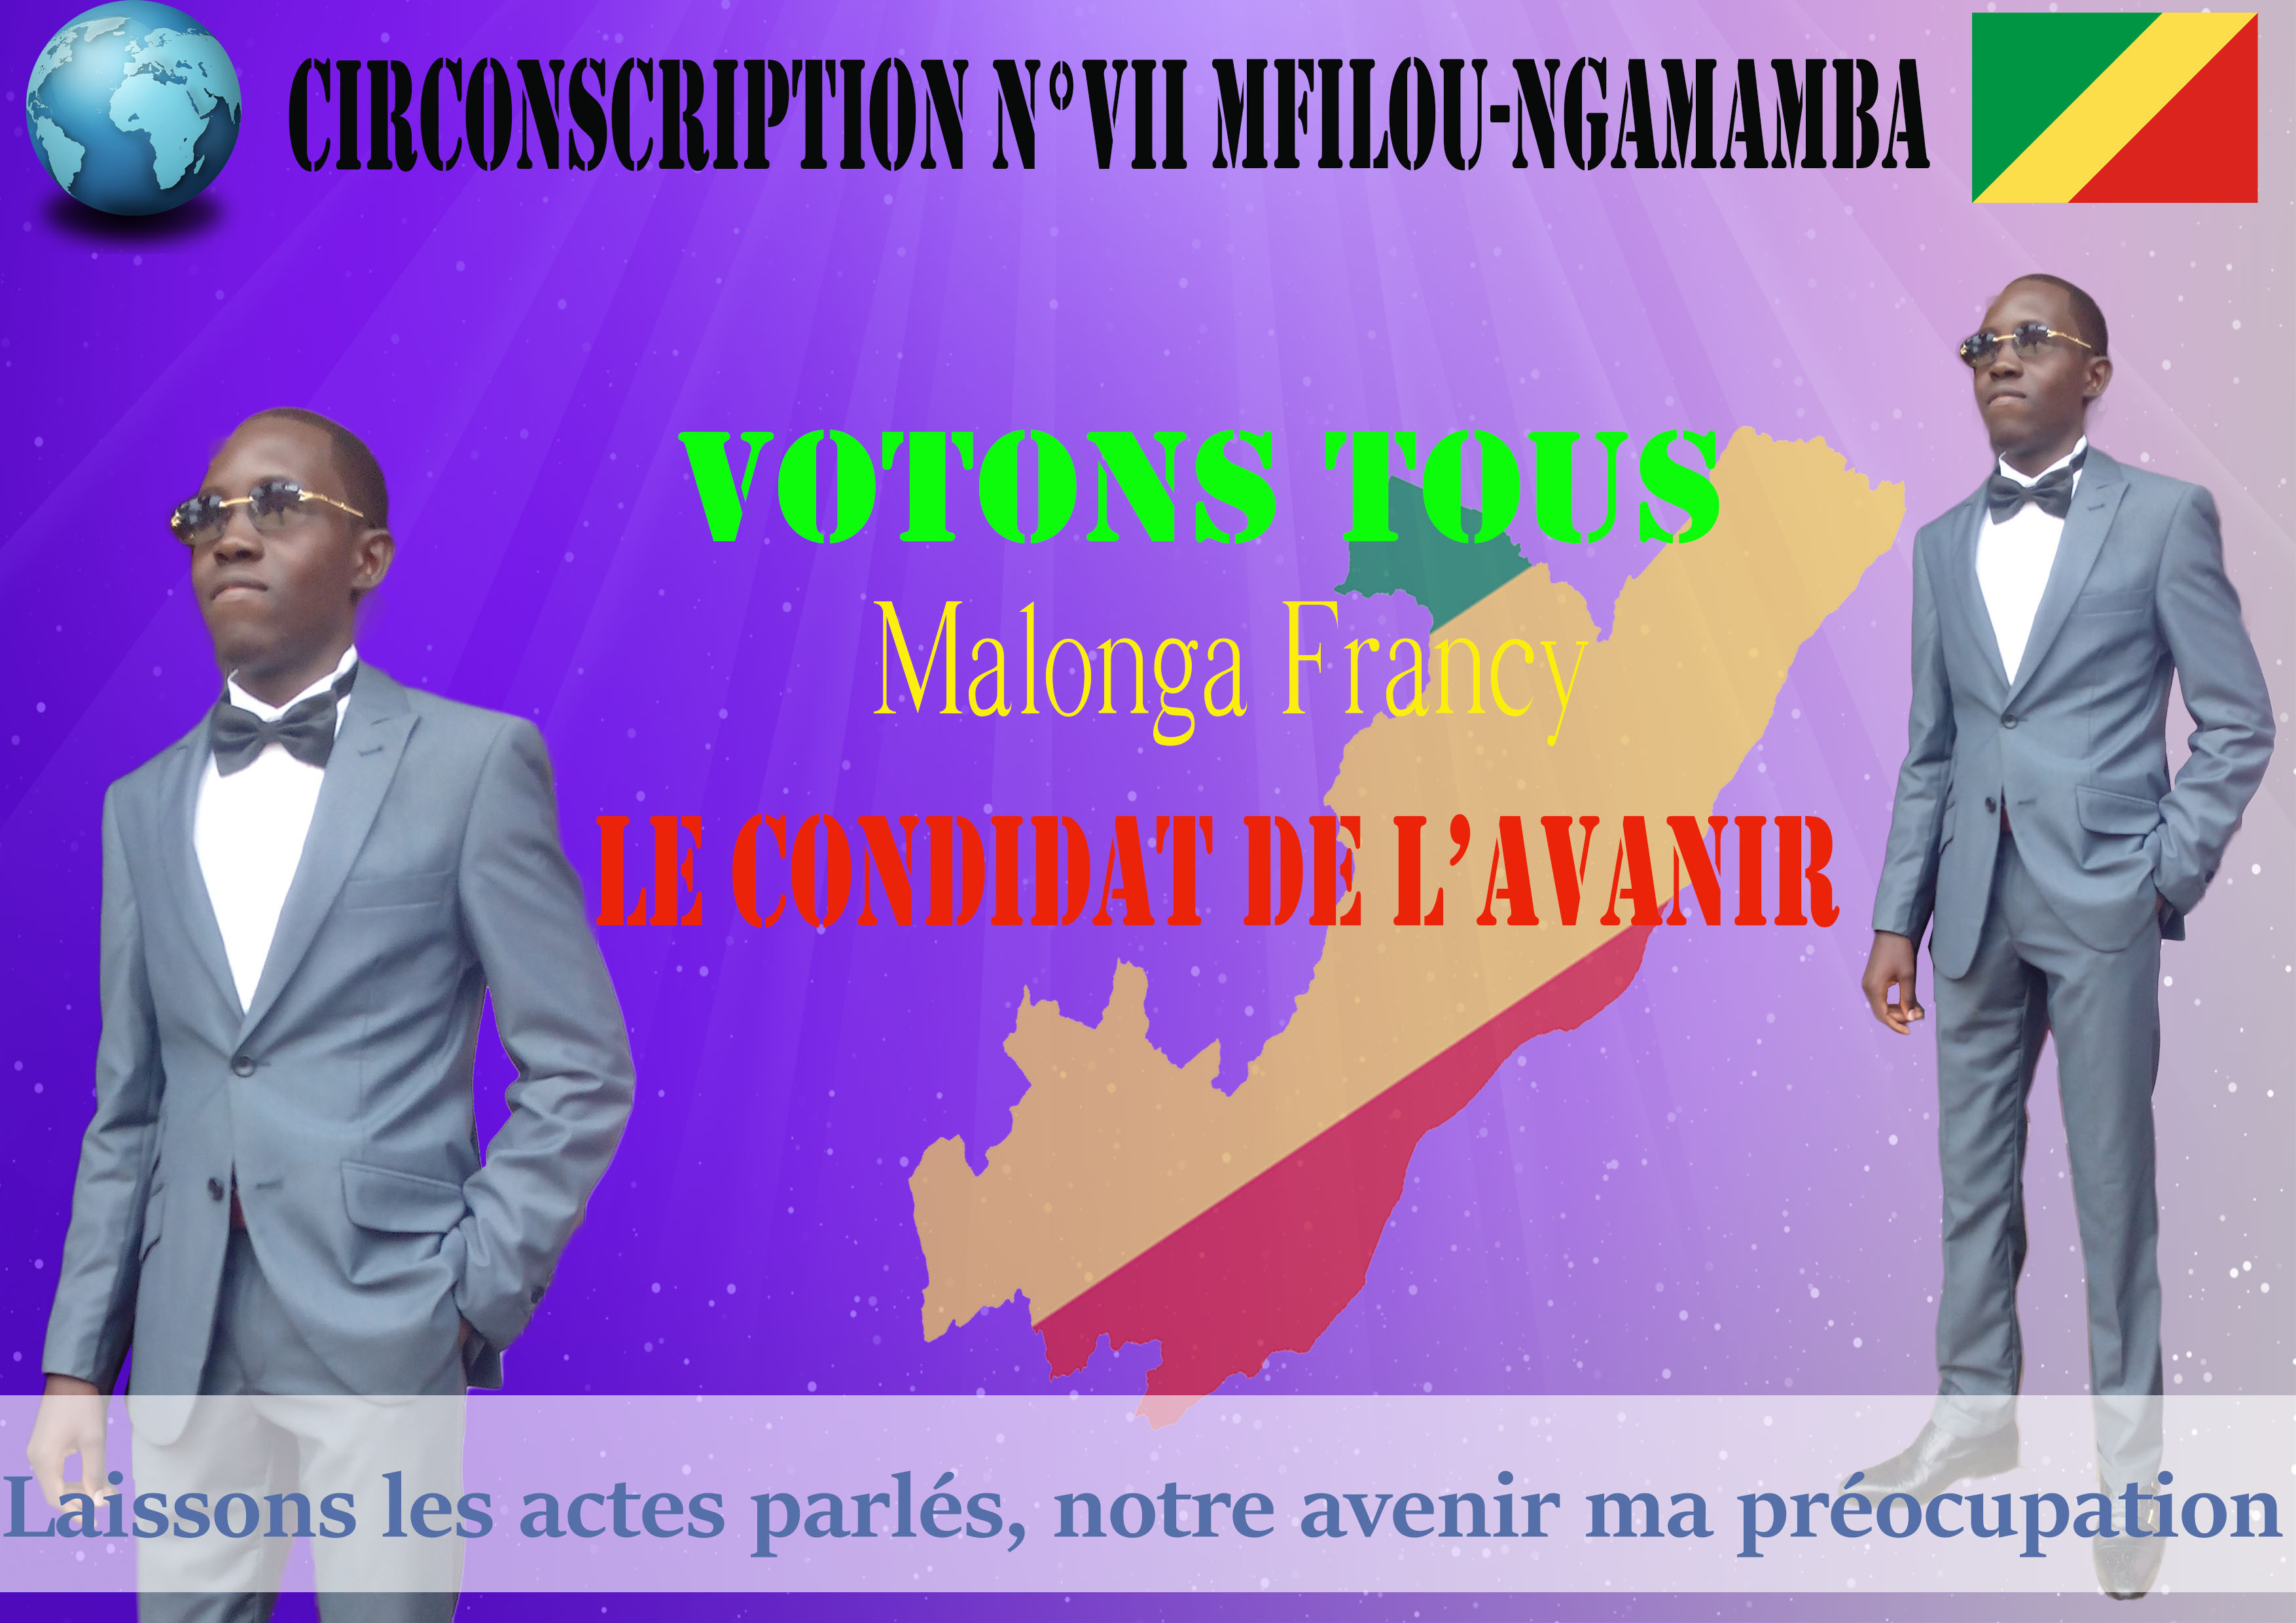 CIRCONSCRIPTION N°VII MFILOU-NGAMAMBA
VOTONS TOUS
Malonga Francy
LE CONDIDAT DE L'AVANIR
Laissons les actes parlés, notre avenir ma préocupation